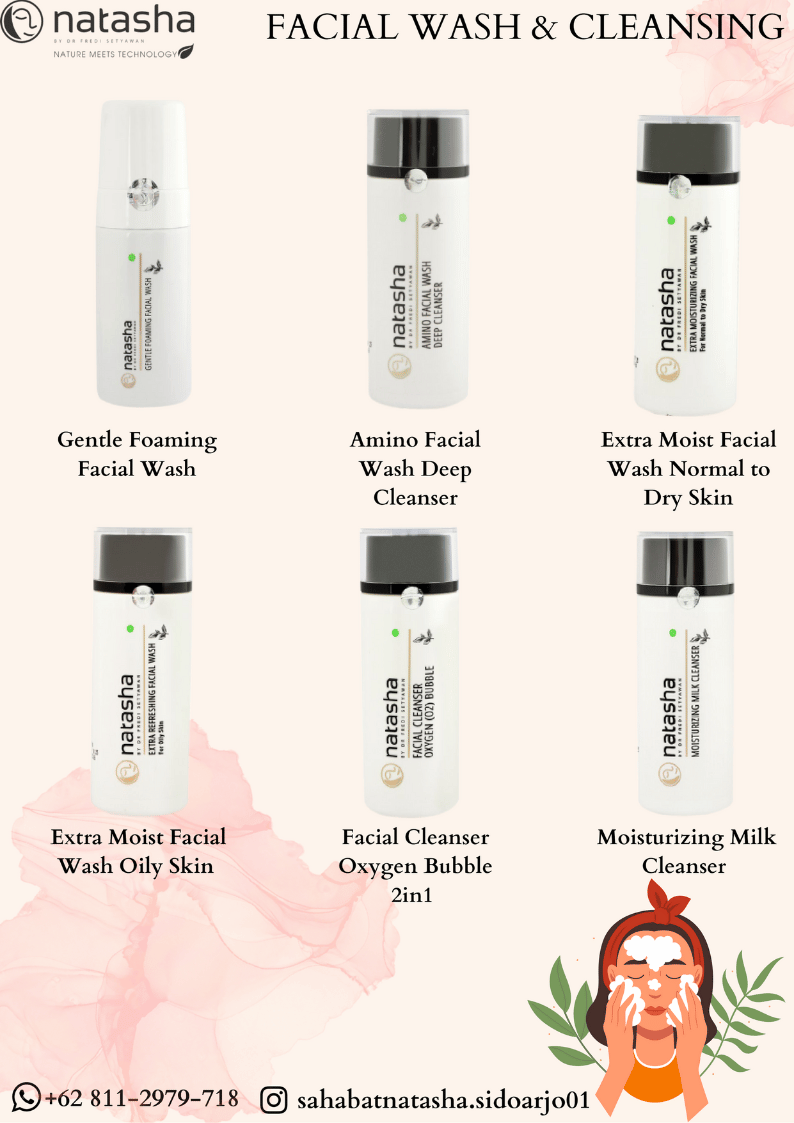 natasha
BY DR FREDI SETYAWAN
NATURE MEETS TECHNOLOGY
FACIAL WASH & CLEANSING
natasha
BY DR FREDI SETYAWAN
GENTLE FOAMING FACIAL WASH
natasha
BY DR FREDI SETYAWAN
AMINO FACIAL WASH
DEEP CLEANSER
natasha
BY DR FREDI SETYAWAN
EXTRA MOISTURIZING FACIAL WASH
For Normal to Dry Skin
Gentle Foaming
Facial Wash
Amino Facial
Wash Deep
Cleanser
Extra Moist Facial
Wash Normal to
Dry Skin
natasha
BY DR FREDI SETYAWAN
EXTRA REFRESHING FACIAL WASH
For Oily Skin
natasha
BY DR FREDI SETYAWAN
FACIAL CLEANSER
OXYGEN (O2) BUBBLE
natasha
BY DR FREDI SETYAWAN
MOISTURIZING MILK CLEANSER
Extra Moist Facial
Wash Oily Skin
Facial Cleanser
Oxygen Bubble
2in1
Moisturizing Milk
Cleanser
+62 811-2979-718
sahabatnatasha.sidoarjo01